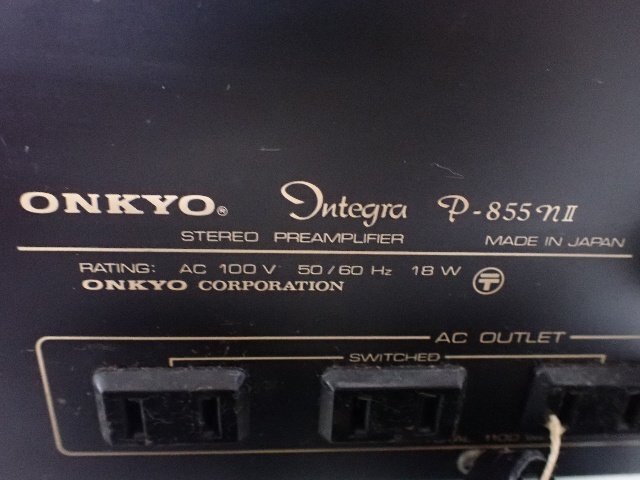 ONKYO® Integra P-855nII
STEREO PREAMPLIFIER MADE IN JAPAN
RATING: AC 100 V 50/60 Hz 18 W
ONKYO CORPORATION
AC OUTLET
SWITCHED